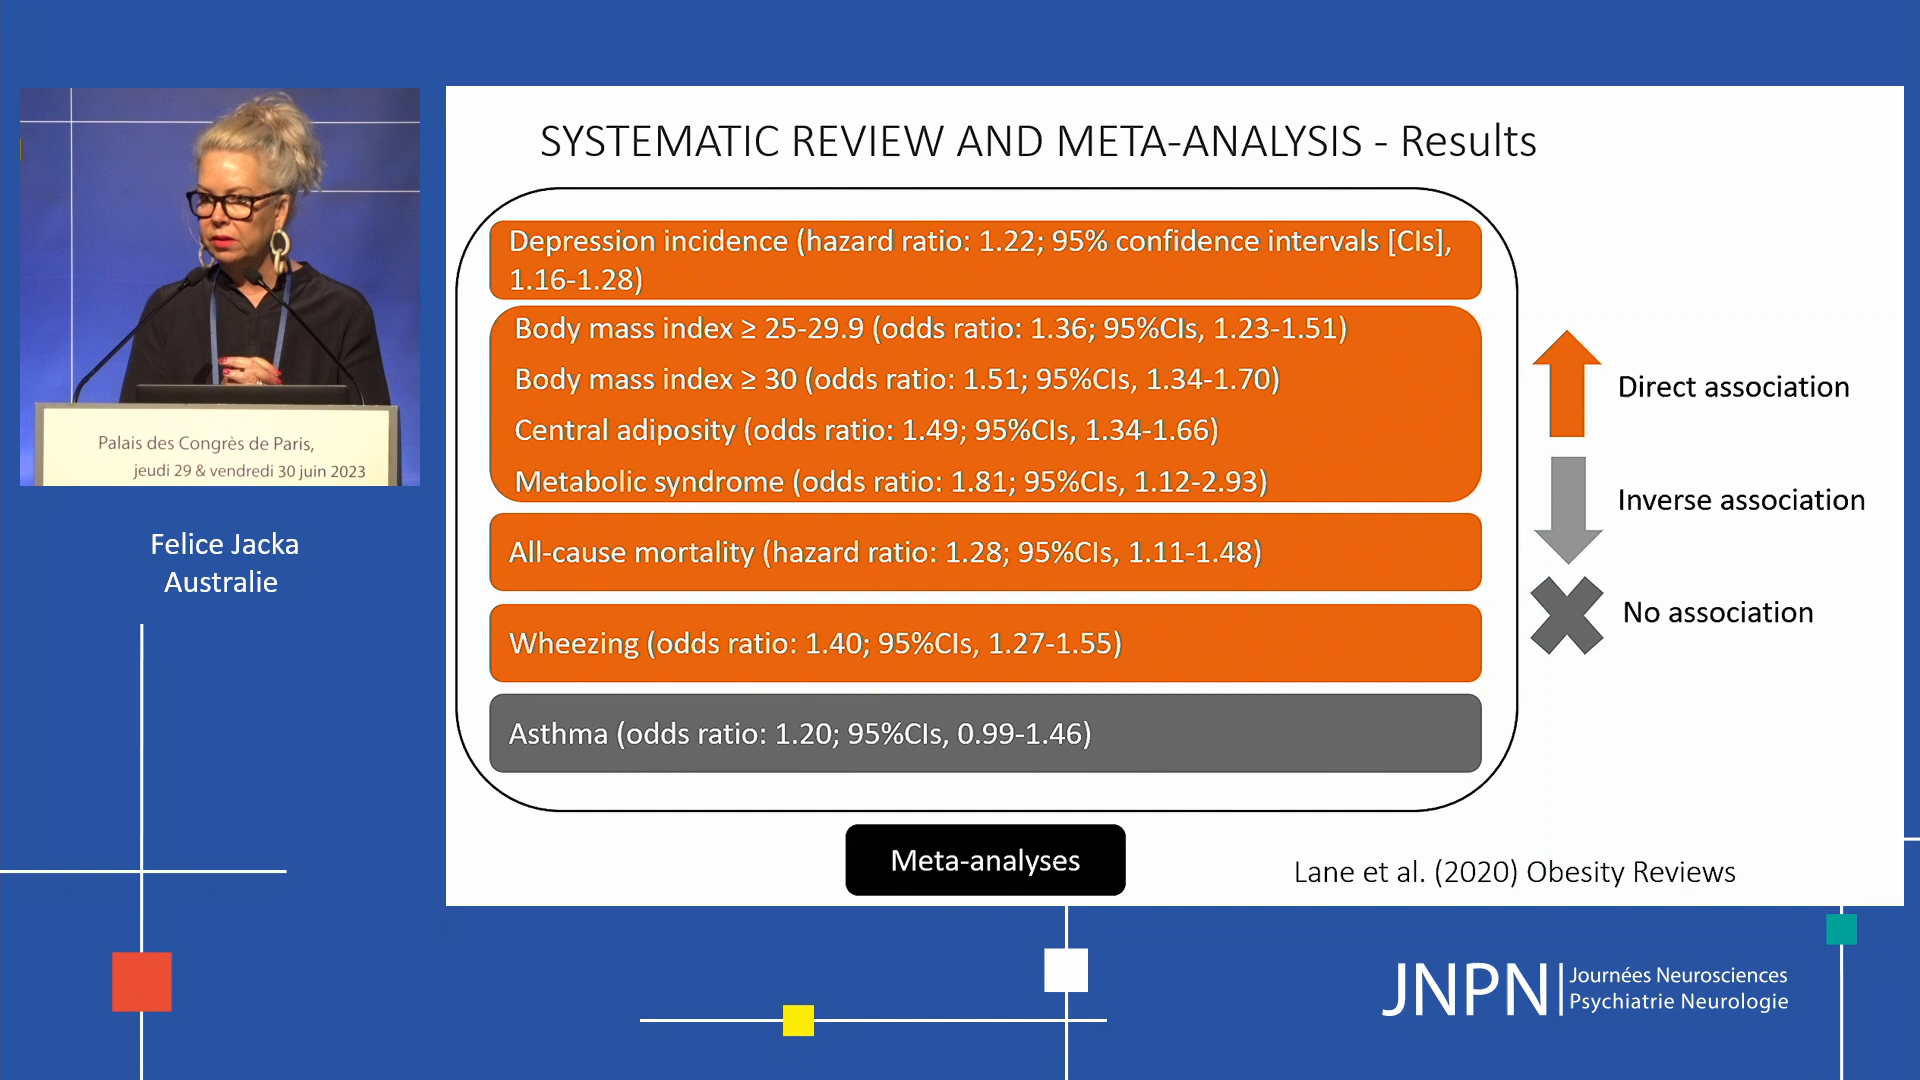 SYSTEMATIC REVIEW AND META-ANALYSIS - Results
Depression incidence (hazard ratio: 1.22; 95% confidence intervals [CIs],
1.16-1.28)
Body mass index ≥ 25-29.9 (odds ratio: 1.36; 95%CIs, 1.23-1.51)
Body mass index ≥ 30 (odds ratio: 1.51; 95%CIs, 1.34-1.70)
Central adiposity (odds ratio: 1.49; 95%CIs, 1.34-1.66)
Metabolic syndrome (odds ratio: 1.81; 95%CIs, 1.12-2.93)
All-cause mortality (hazard ratio: 1.28; 95%CIs, 1.11-1.48)
Wheezing (odds ratio: 1.40; 95%CIs, 1.27-1.55)
Asthma (odds ratio: 1.20; 95%CIs, 0.99-1.46)
Direct association
Inverse association
No association
Meta-analyses
Lane et al. (2020) Obesity Reviews
Palais des Congrès de Paris,
jeudi 29 & vendredi 30 juin 2023
Felice Jacka
Australie
JNPN
Journées Neurosciences
Psychiatrie Neurologie